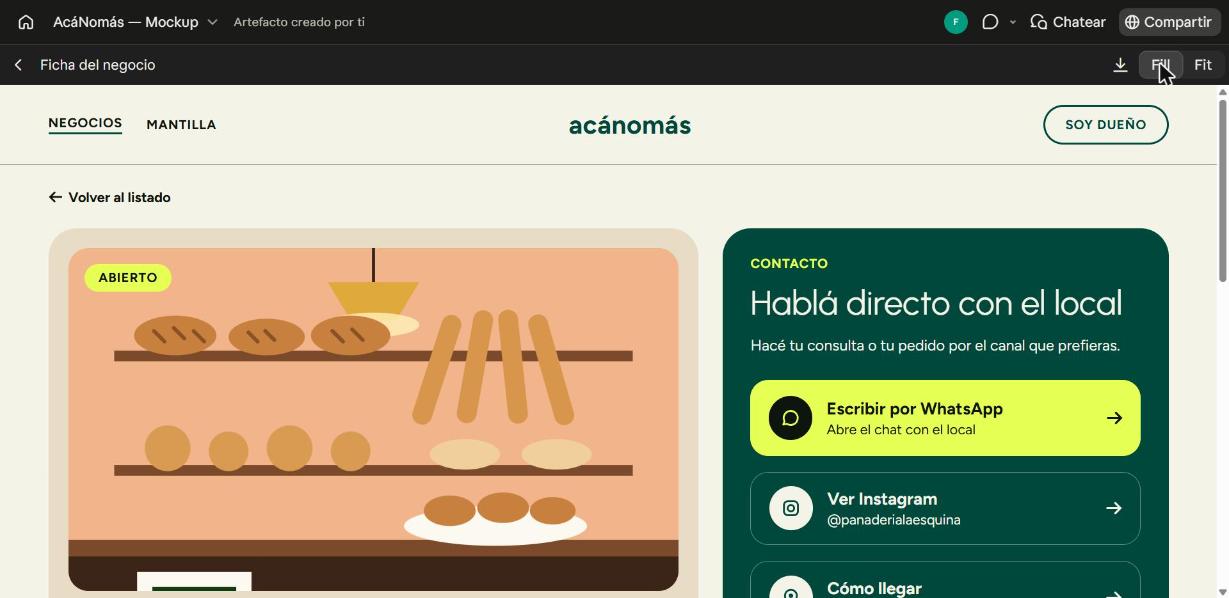 AcáNomás — Mockup
Artefacto creado por ti
F
Chatear
Compartir
Ficha del negocio
Fill
Fit
NEGOCIOS
MANTILLA
acánomás
SOY DUEÑO
Volver al listado
ABIERTO
CONTACTO
Hablá directo con el local
Hacé tu consulta o tu pedido por el canal que prefieras.
Escribir por WhatsApp
Abre el chat con el local
Ver Instagram
@panaderialaesquina
Cómo llegar